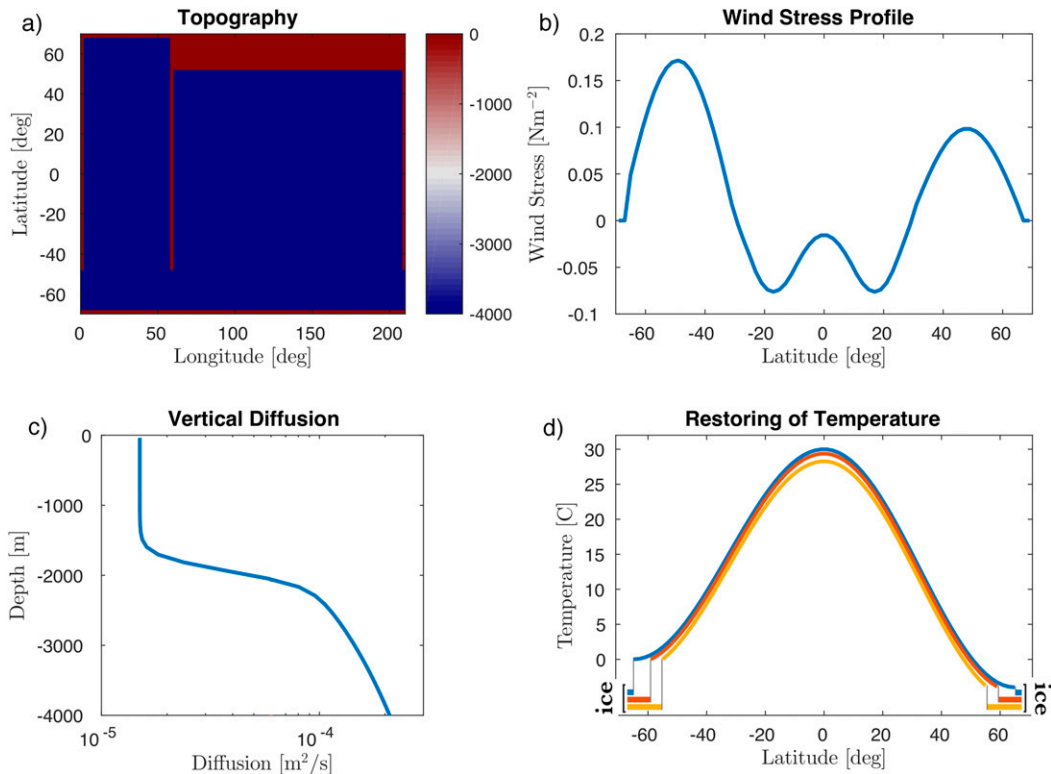 a)
Topography
60
40
20
0
-20
-40
-60
Latitude [deg]
0
50
100
150
200
Longitude [deg]
0
-1000
-2000
-3000
-4000
b)
Wind Stress Profile
0.2
0.15
0.1
0.05
0
-0.05
-0.1
Wind Stress [Nm⁻²]
-60
-40
-20
0
20
40
60
Latitude [deg]
c)
Vertical Diffusion
0
-1000
-2000
-3000
-4000
Depth [m]
10⁻⁵
10⁻⁴
Diffusion [m²/s]
d)
Restoring of Temperature
30
25
20
15
10
5
0
Temperature [C]
ice
ice
-60
-40
-20
0
20
40
60
Latitude [deg]